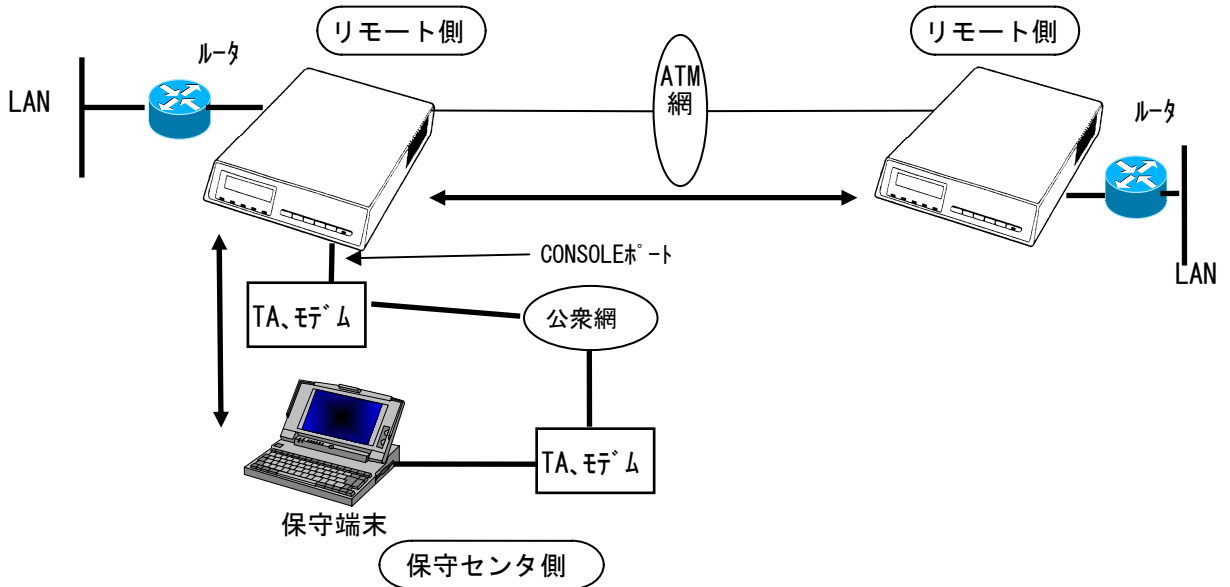 リモート側
リモート側
ルータ
ATM
網
LAN
ルータ
CONSOLEﾎﾟｰﾄ
LAN
TA、ﾓﾃﾞﾑ
公衆網
TA、ﾓﾃﾞﾑ
保守端末
保守センタ側